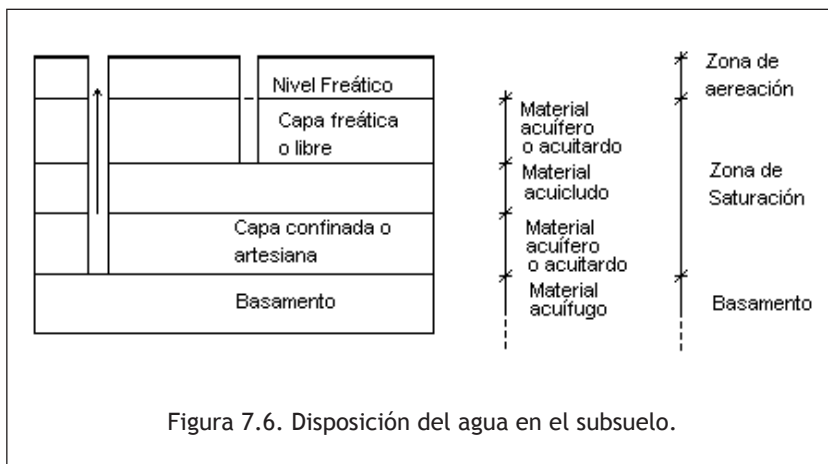 Nivel Freático
Capa freática
o libre
Capa confinada o
artesiana
Basamento
Material
acuífero
o acuitardo
Material
acuicludo
Material
acuífero
o acuitardo
Material
acuífugo
Zona de
aereación
Zona de
Saturación
Basamento
Figura 7.6. Disposición del agua en el subsuelo.